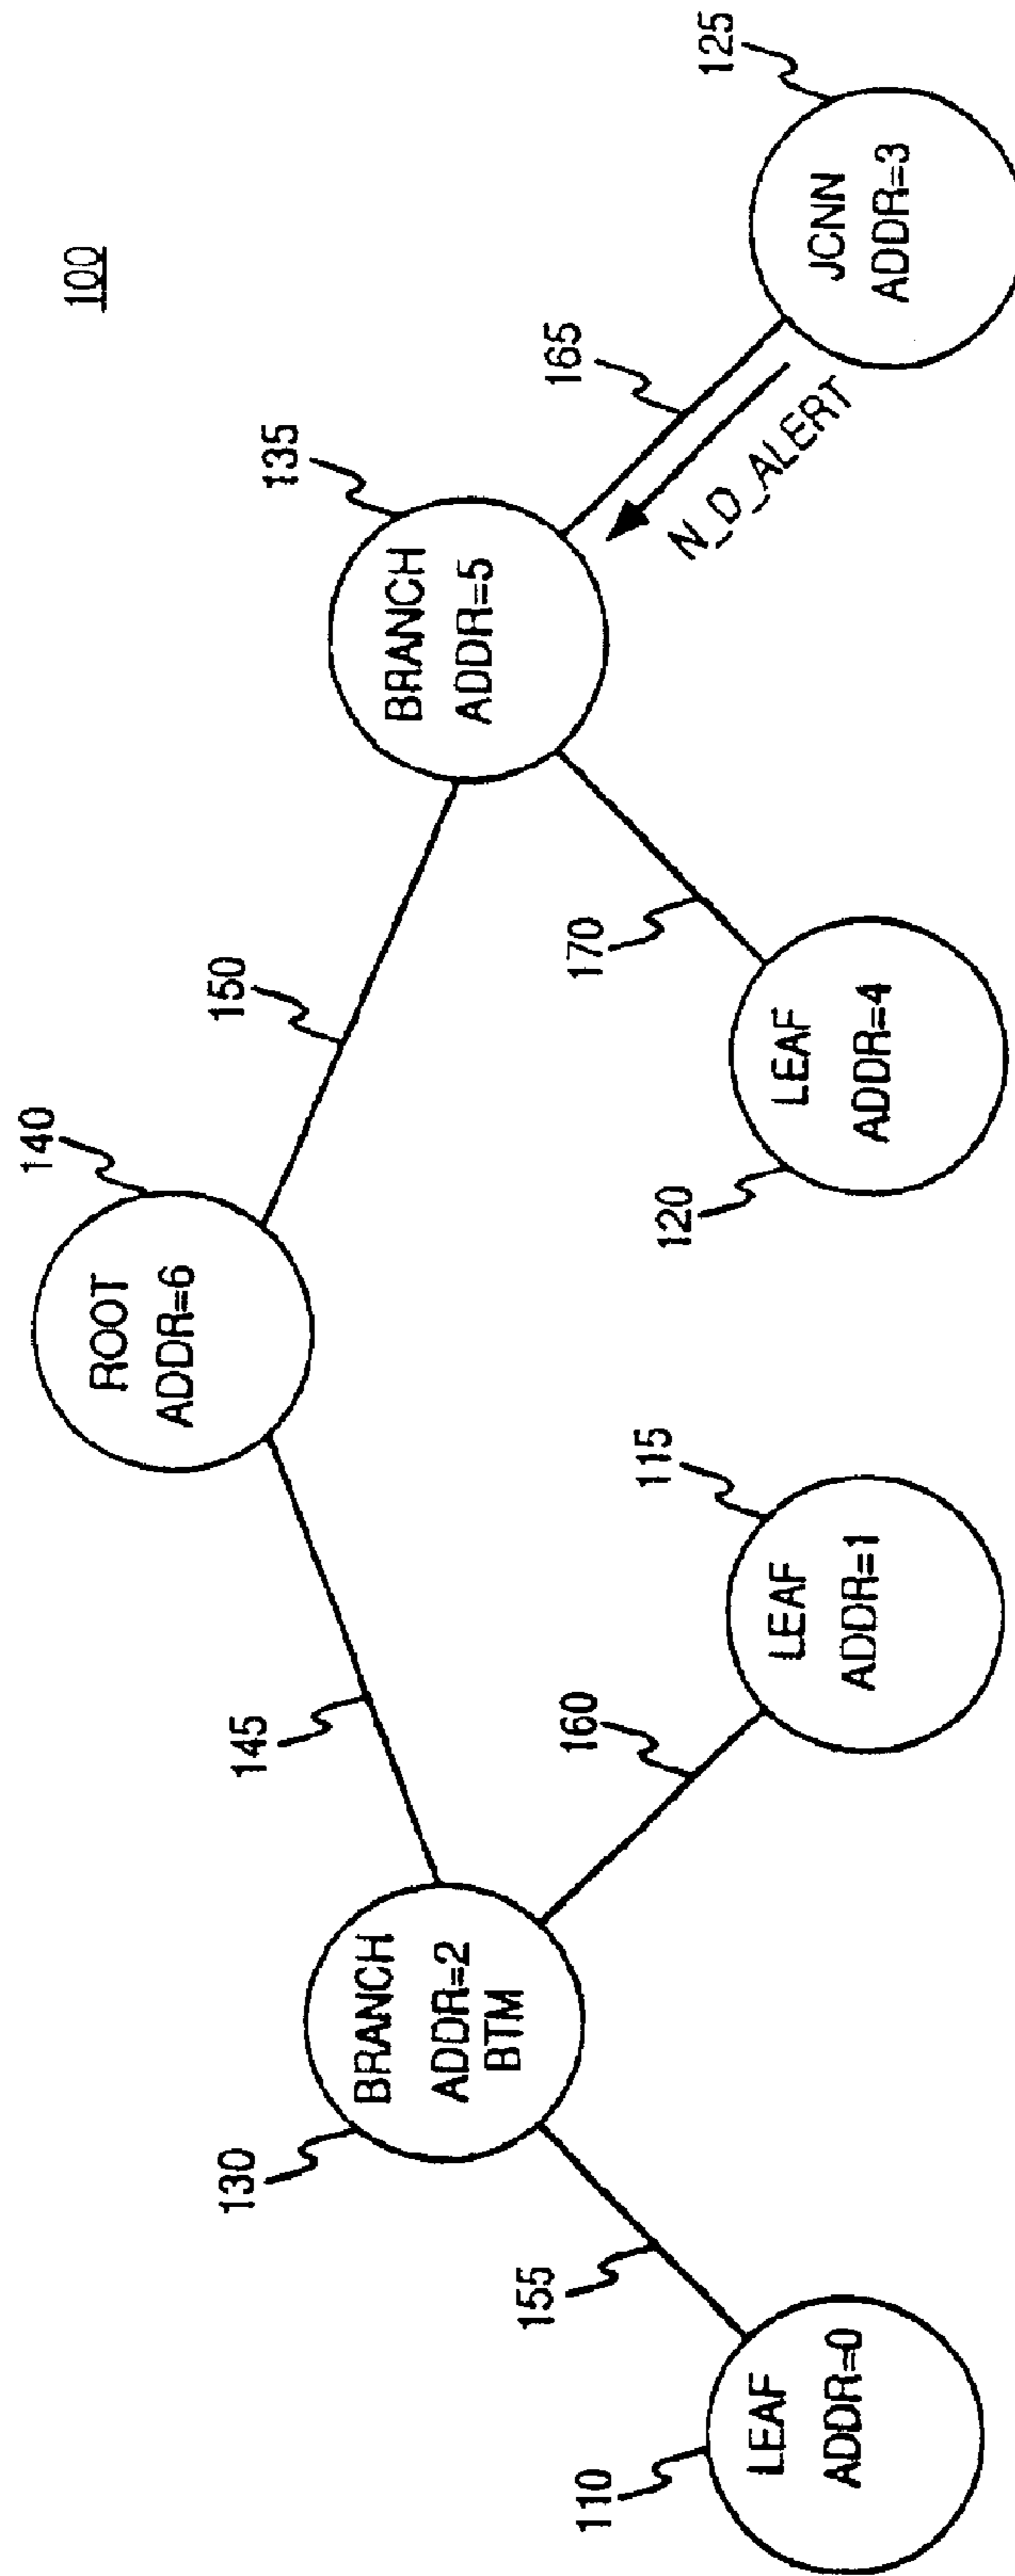 100
140
ROOT
ADDR=6
145
150
130
BRANCH
ADDR=2
BTM
135
BRANCH
ADDR=5
155
160
170
165
N_D_ALERT
110
LEAF
ADDR=0
115
LEAF
ADDR=1
120
LEAF
ADDR=4
125
JCNN
ADDR=3